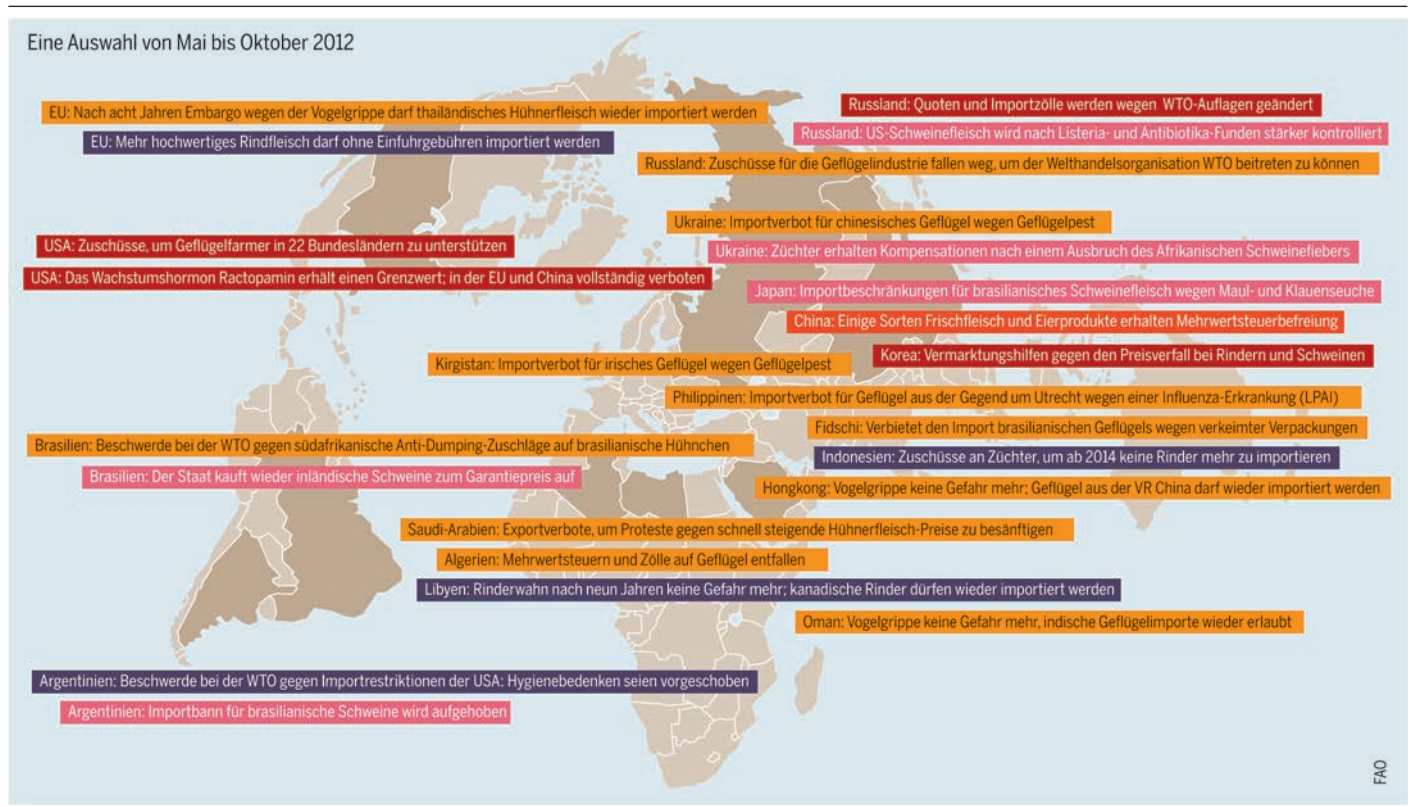 Eine Auswahl von Mai bis Oktober 2012
EU: Nach acht Jahren Embargo wegen der Vogelgrippe darf thailändisches Hühnerfleisch wieder importiert werden
EU: Mehr hochwertiges Rindfleisch darf ohne Einfuhrgebühren importiert werden
Russland: Quoten und Importzölle werden wegen WTO-Auflagen geändert
Russland: US-Schweinefleisch wird nach Listeria- und Antibiotika-Funden stärker kontrolliert
Russland: Zuschüsse für die Geflügelindustrie fallen weg, um der Welthandelsorganisation WTO beitreten zu können
USA: Zuschüsse, um Geflügelfarmer in 22 Bundesländern zu unterstützen
USA: Das Wachstumshormon Ractopamin erhält einen Grenzwert; in der EU und China vollständig verboten
Ukraine: Importverbot für chinesisches Geflügel wegen Geflügelpest
Ukraine: Züchter erhalten Kompensationen nach einem Ausbruch des Afrikanischen Schweinefiebers
Japan: Importbeschränkungen für brasilianisches Schweinefleisch wegen Maul- und Klauenseuche
China: Einige Sorten Frischfleisch und Eierprodukte erhalten Mehrwertsteuerbefreiung
Korea: Vermarktungshilfen gegen den Preisverfall bei Rindern und Schweinen
Kirgistan: Importverbot für irisches Geflügel wegen Geflügelpest
Philippinen: Importverbot für Geflügel aus der Gegend um Utrecht wegen einer Influenza-Erkrankung (LPAI)
Fidschi: Verbietet den Import brasilianischen Geflügels wegen verkeimter Verpackungen
Brasilien: Beschwerde bei der WTO gegen südafrikanische Anti-Dumping-Zuschläge auf brasilianische Hühnchen
Brasilien: Der Staat kauft wieder inländische Schweine zum Garantiepreis auf
Indonesien: Zuschüsse an Züchter, um ab 2014 keine Rinder mehr zu importieren
Hongkong: Vogelgrippe keine Gefahr mehr; Geflügel aus der VR China darf wieder importiert werden
Saudi-Arabien: Exportverbote, um Proteste gegen schnell steigende Hühnerfleisch-Preise zu besänftigen
Algerien: Mehrwertsteuern und Zölle auf Geflügel entfallen
Libyen: Rinderwahn nach neun Jahren keine Gefahr mehr; kanadische Rinder dürfen wieder importiert werden
Oman: Vogelgrippe keine Gefahr mehr, indische Geflügelimporte wieder erlaubt
Argentinien: Beschwerde bei der WTO gegen Importrestriktionen der USA: Hygienebedenken seien vorgeschoben
Argentinien: Importbann für brasilianische Schweine wird aufgehoben
FAO